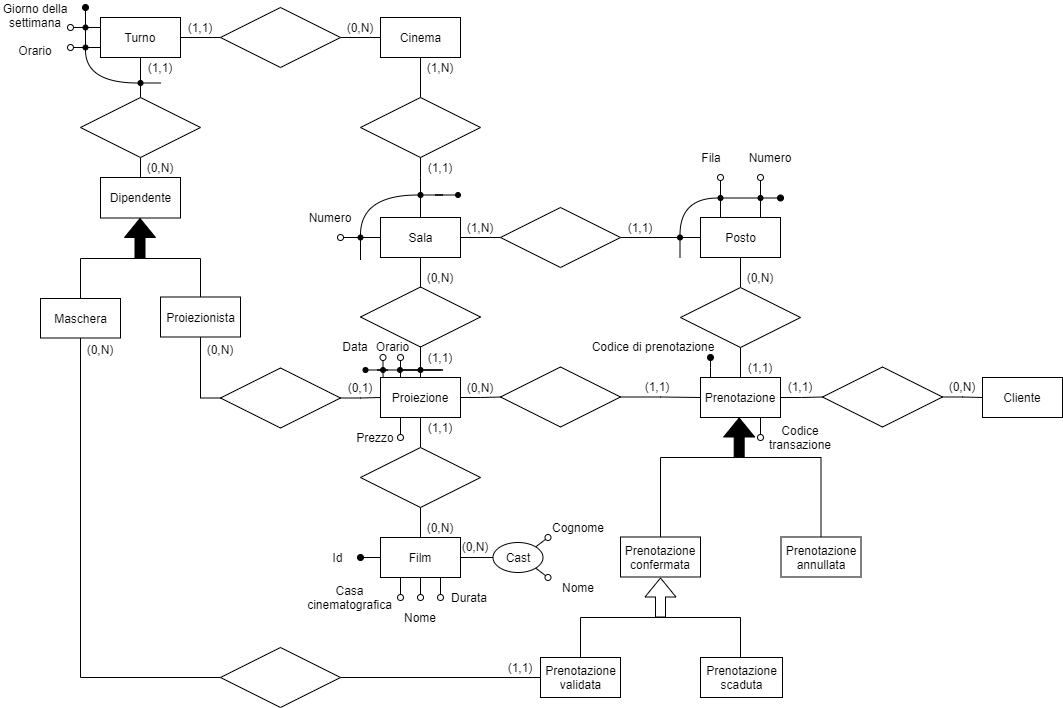 Giorno della
settimana
Orario
Turno
(1,1)
(0,N)
Cinema
(1,1)
(1,N)
(0,N)
Dipendente
(1,1)
Fila
Numero
Numero
Sala
(1,N)
(1,1)
Posto
(0,N)
(0,N)
Maschera
Proiezionista
(0,N)
(0,N)
Data
Orario
(1,1)
Codice di prenotazione
(1,1)
(0,1)
Proiezione
(0,N)
(1,1)
Prenotazione
(1,1)
(0,N)
Cliente
Prezzo
(1,1)
Codice
transazione
(0,N)
(0,N)
Cognome
Id
Film
Cast
Nome
Casa
cinematografica
Nome
Durata
Prenotazione
confermata
Prenotazione
annullata
(1,1)
Prenotazione
validata
Prenotazione
scaduta